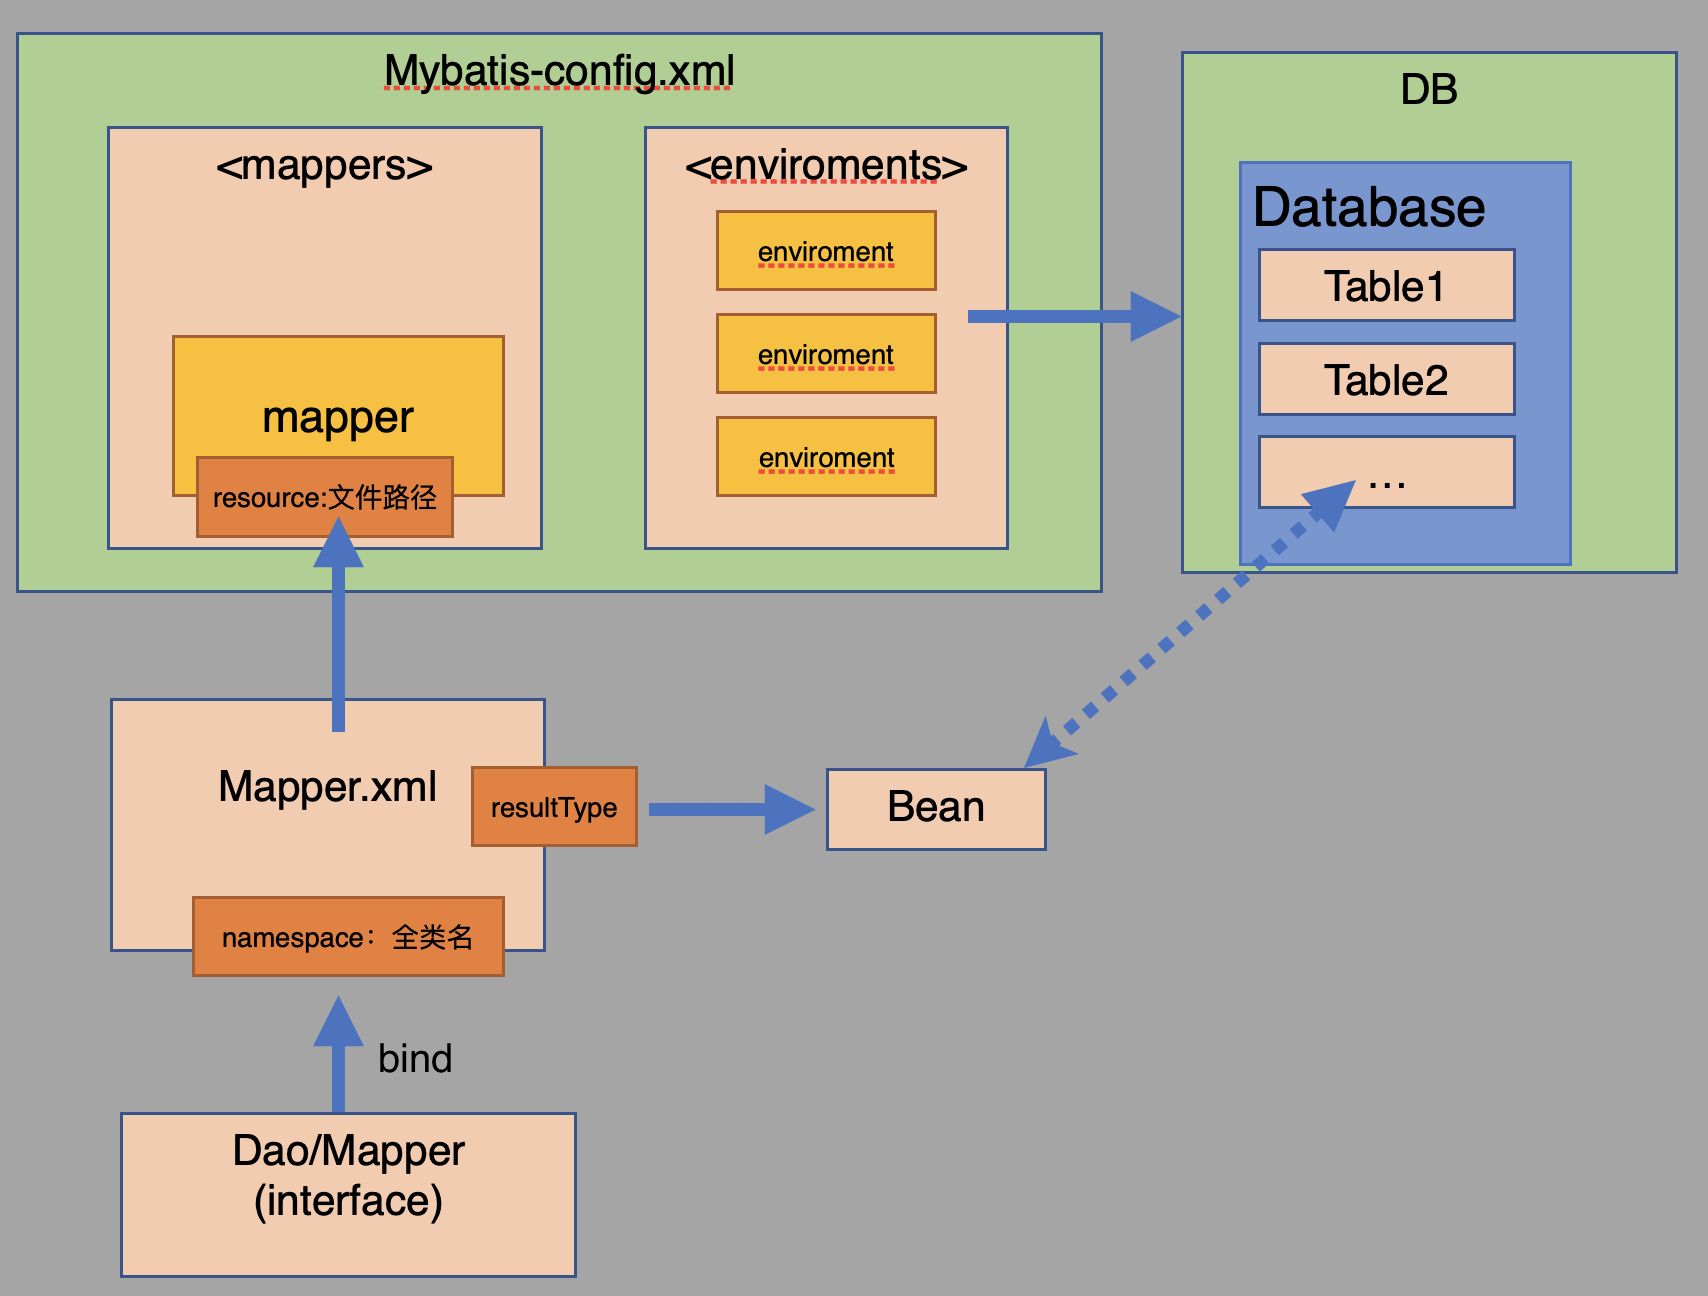 Mybatis-config.xml
<mappers>
mapper
resource:文件路径
<enviroments>
enviroment
enviroment
enviroment
DB
Database
Table1
Table2
...
Mapper.xml
resultType
namespace：全类名
Bean
bind
Dao/Mapper
(interface)